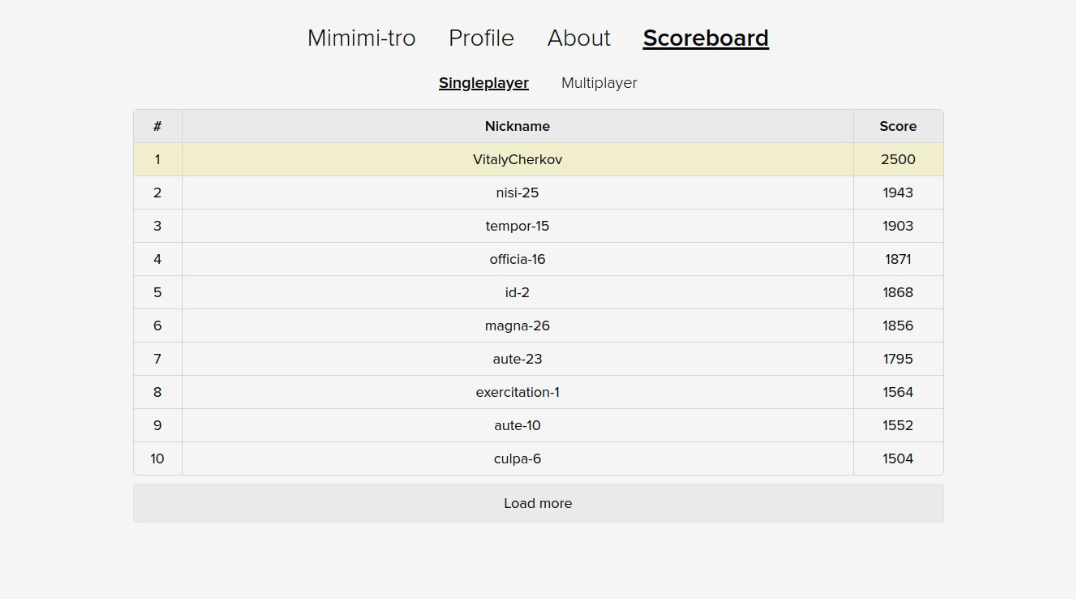 Mimimi-tro Profile About Scoreboard
Singleplayer Multiplayer
# Nickname Score
1 VitalyCherkov 2500
2 nisi-25 1943
3 tempor-15 1903
4 officia-16 1871
5 id-2 1868
6 magna-26 1856
7 aute-23 1795
8 exercitation-1 1564
9 aute-10 1552
10 culpa-6 1504
Load more